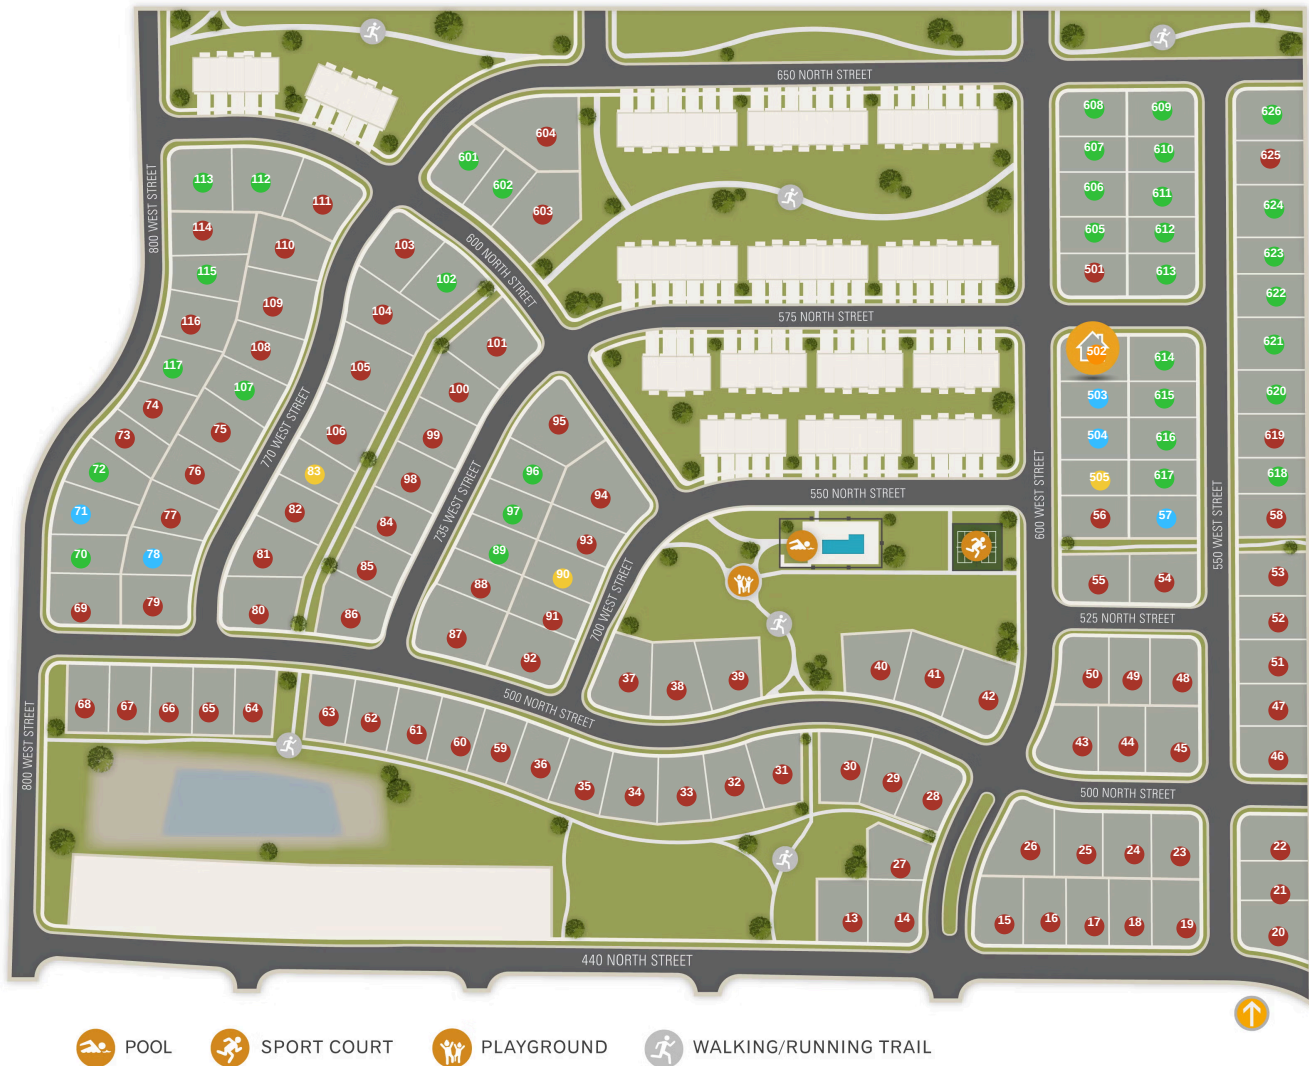 650 NORTH STREET
608 609 626
604 607 610 625
601 602 603 606 611 624
113 112 111 605 612 623
114 110 501 613 622
115 103 102
800 WEST STREET
600 NORTH STREET
575 NORTH STREET
116 109 104 101
108 105 100 502 614 621
117 107 503 615 620
74 75 106 99 95 504 616 619
73 76 83 98 96 94 505 617 618
72 77 82 84 97 93 56 57 58
71 78 81 85 89 90
70 79 80 86 88 91
69 87 92
770 WEST STREET
735 WEST STREET
700 WEST STREET
550 NORTH STREET
600 WEST STREET
550 WEST STREET
55 54 53
525 NORTH STREET
52
51
47
46
37 38 39 40 41 42
50 49 48
43 44 45
500 NORTH STREET
500 NORTH STREET
800 WEST STREET
68 67 66 65 64 63 62 61 60 59 36 35 34 33 32 31 30 29 28
27
13 14
26 25 24 23
15 16 17 18 19
22
21
20
440 NORTH STREET
POOL
SPORT COURT
PLAYGROUND
WALKING/RUNNING TRAIL